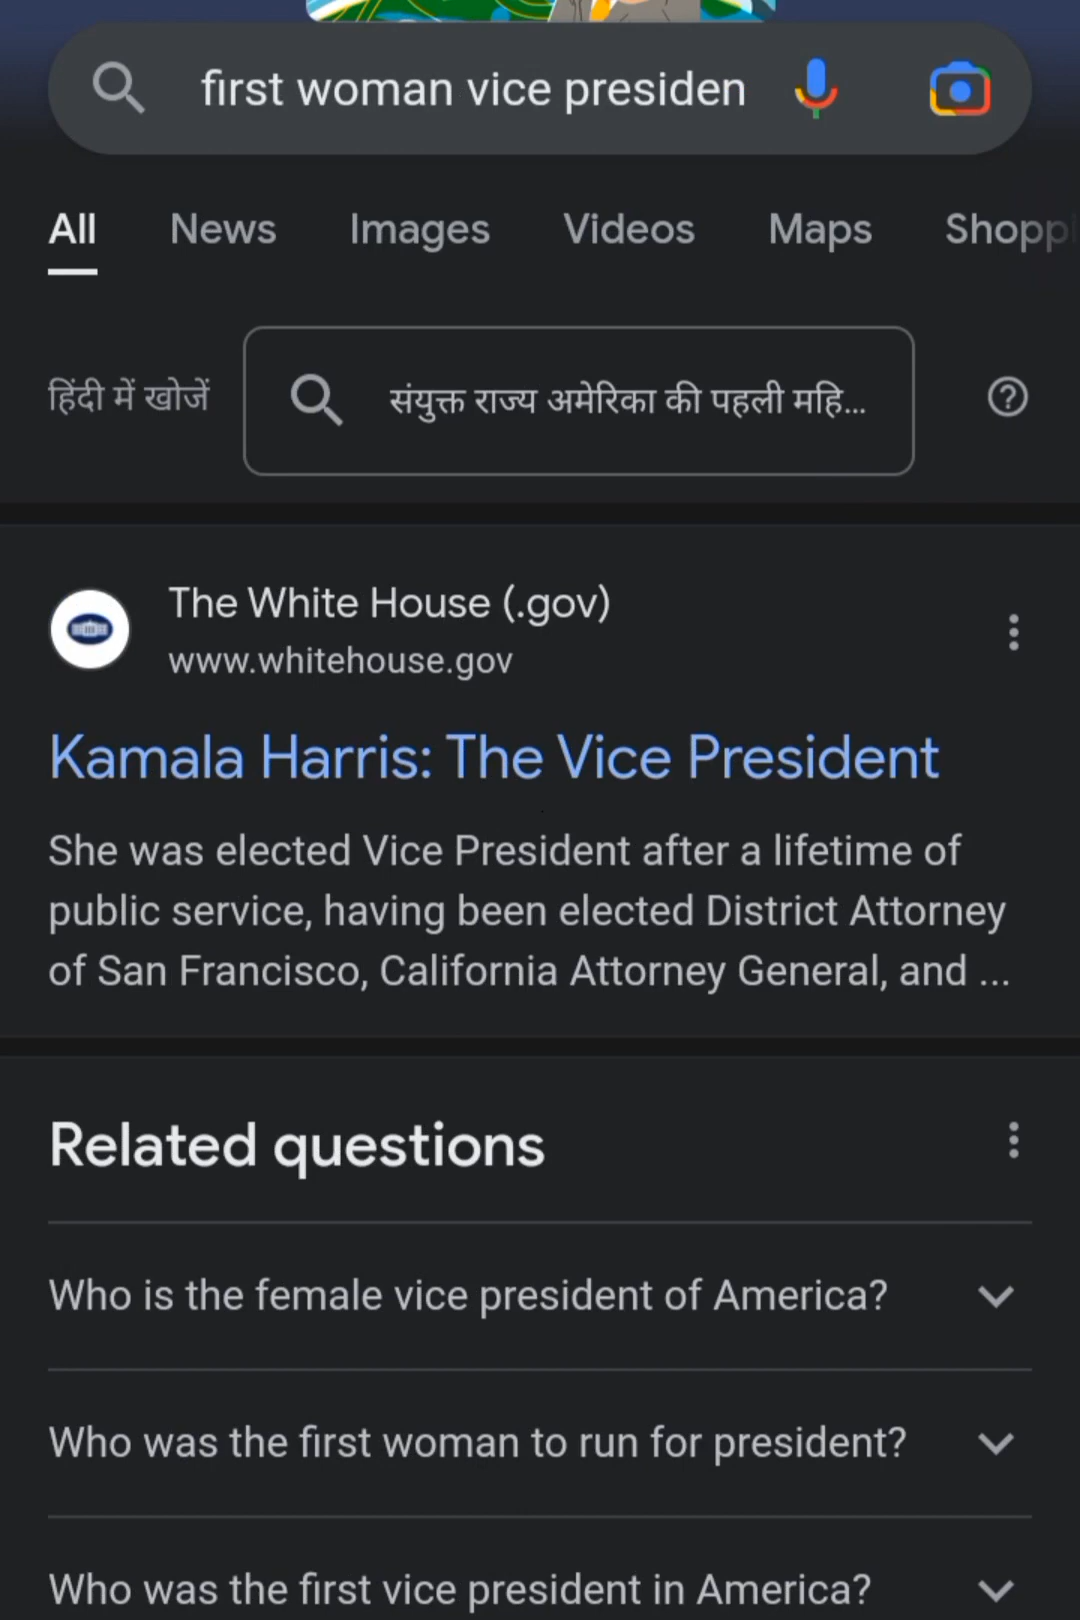 first woman vice presiden
All News Images Videos Maps Shoppi
हिंदी में खोजें
संयुक्त राज्य अमेरिका की पहली महि...
The White House (.gov)
www.whitehouse.gov
Kamala Harris: The Vice President
She was elected Vice President after a lifetime of
public service, having been elected District Attorney
of San Francisco, California Attorney General, and ...
Related questions
Who is the female vice president of America?
Who was the first woman to run for president?
Who was the first vice president in America?